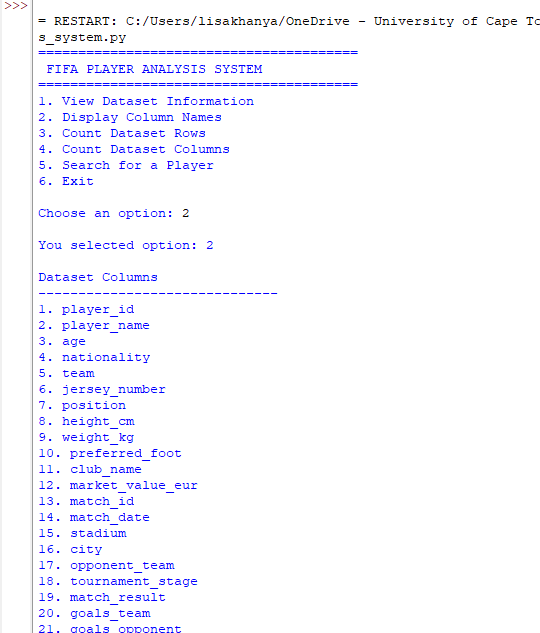 >>>
= RESTART: C:/Users/lisakhanya/OneDrive - University of Cape To
s_system.py
========================================
FIFA PLAYER ANALYSIS SYSTEM
========================================
1. View Dataset Information
2. Display Column Names
3. Count Dataset Rows
4. Count Dataset Columns
5. Search for a Player
6. Exit
Choose an option: 2
You selected option: 2
Dataset Columns
------------------------------
1. player_id
2. player_name
3. age
4. nationality
5. team
6. jersey_number
7. position
8. height_cm
9. weight_kg
10. preferred_foot
11. club_name
12. market_value_eur
13. match_id
14. match_date
15. stadium
16. city
17. opponent_team
18. tournament_stage
19. match_result
20. goals_team
21. goals_opponent